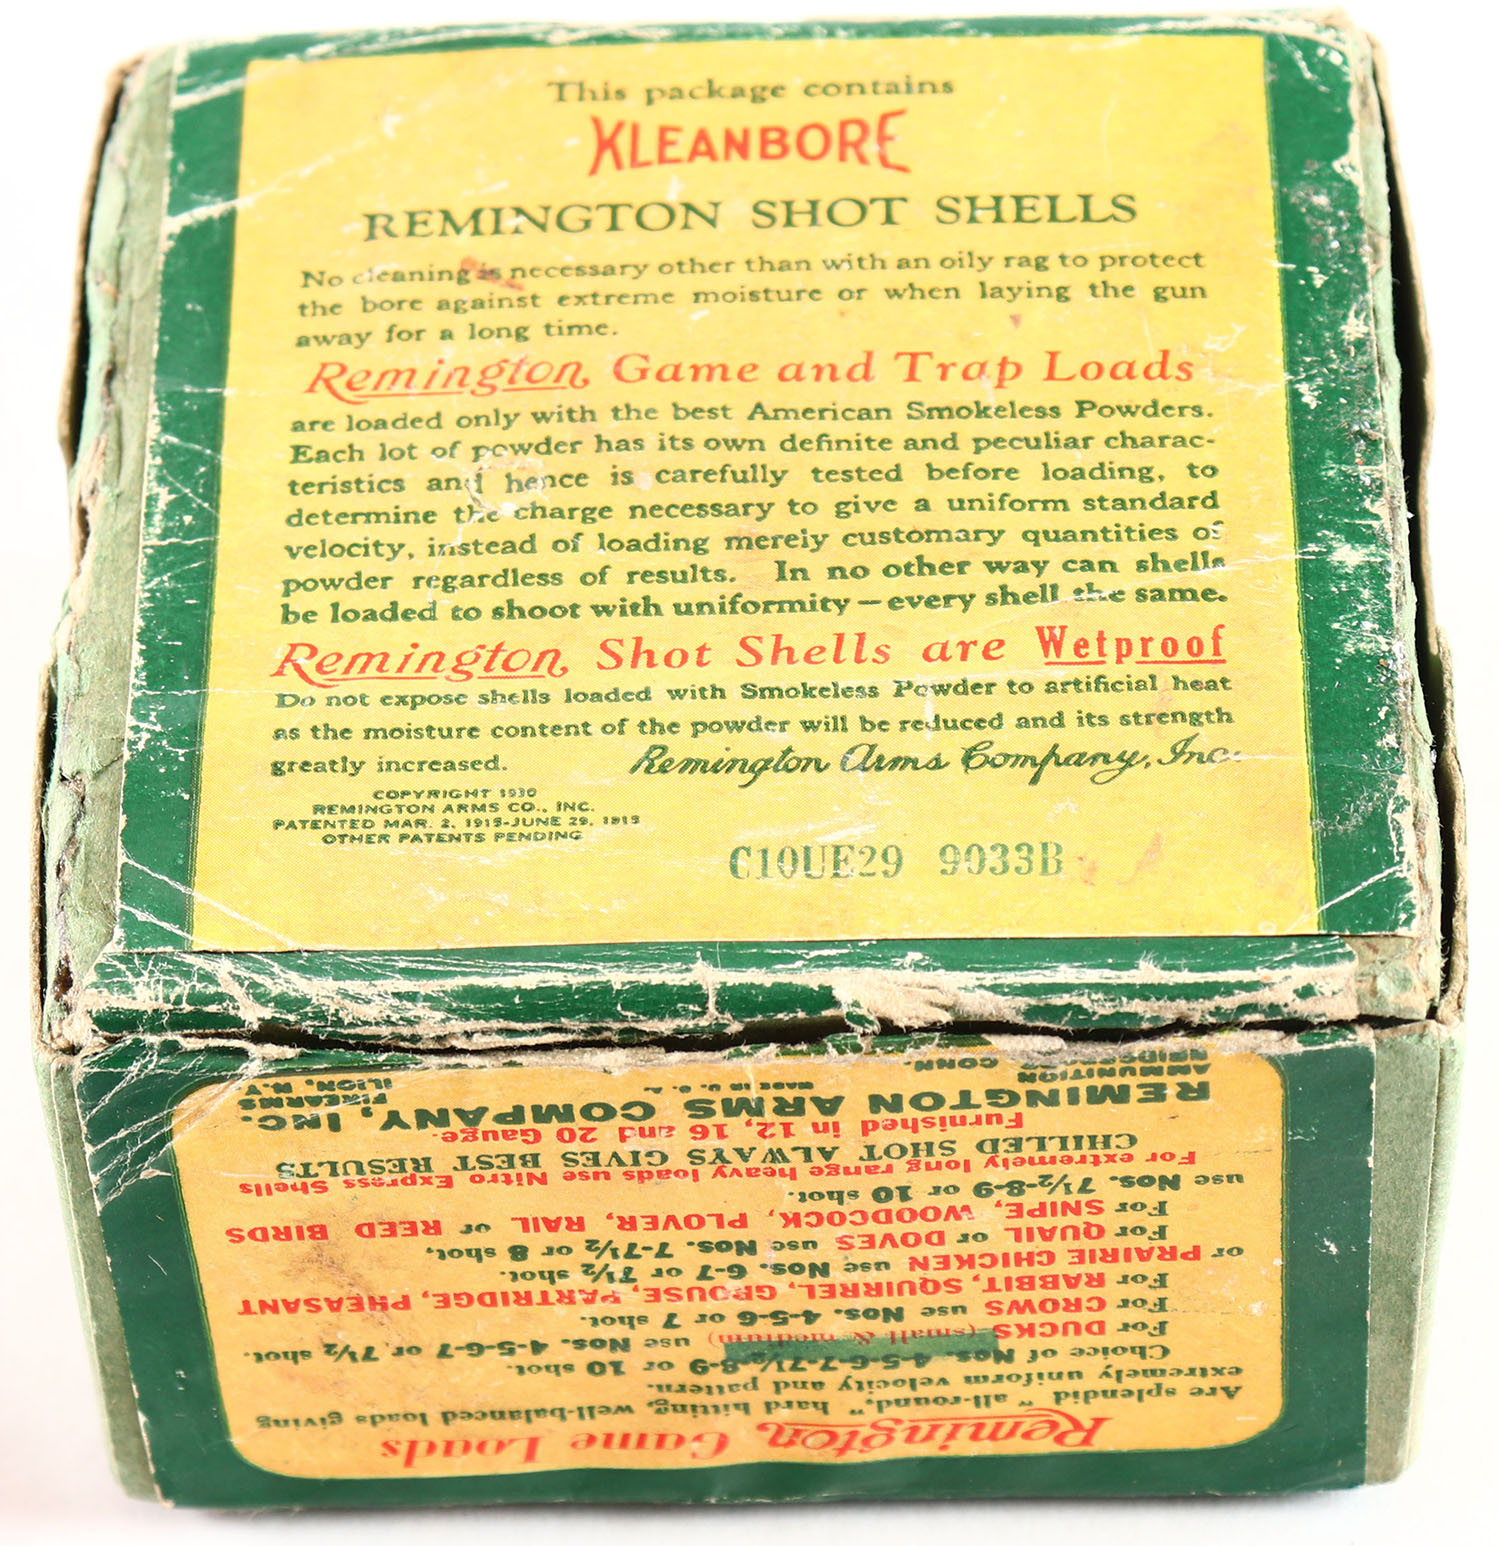 This package contains
KLEANBORE
REMINGTON SHOT SHELLS
No cleaning is necessary other than with an oily rag to protect
the bore against extreme moisture or when laying the gun
away for a long time.
Remington, Game and Trap Loads
are loaded only with the best American Smokeless Powders.
Each lot of powder has its own definite and peculiar charac-
teristics and hence is carefully tested before loading, to
determine the charge necessary to give a uniform standard
velocity, instead of loading merely customary quantities of
powder regardless of results. In no other way can shells
be loaded to shoot with uniformity — every shell the same.
Remington, Shot Shells are Wetproof
Do not expose shells loaded with Smokeless Powder to artificial heat
as the moisture content of the powder will be reduced and its strength
greatly increased. Remington Arms Company, Inc.
COPYRIGHT 1930
REMINGTON ARMS CO., INC.
PATENTED MAR. 2, 1915-JUNE 29, 1915
OTHER PATENTS PENDING
C10UE29 9033B
Remington, Game Loads
Are splendid "all-round," hard hitting, well-balanced loads giving
extremely uniform velocity and pattern.
Choice of Nos. 4-5-6-7-7½-8-9 or 10 shot.
For DUCKS (small & medium) use Nos. 4-5-6-7 or 7½ shot.
For CROWS use Nos. 4-5-6 or 7 shot.
For RABBIT, SQUIRREL, GROUSE, PARTRIDGE, PHEASANT
or PRAIRIE CHICKEN use Nos. 6-7 or 7½ shot.
For QUAIL or DOVES use Nos. 7-7½ or 8 shot,
For SNIPE, WOODCOCK, PLOVER, RAIL or REED BIRDS
use Nos. 7½-8-9 or 10 shot.
For extremely long range heavy loads use Nitro Express Shells
CHILLED SHOT ALWAYS GIVES BEST RESULTS
Furnished in 12, 16 and 20 Gauge.
REMINGTON ARMS COMPANY, INC.
AMMUNITION MADE IN U.S.A. FIREARMS
CONN. ILION, N.Y.